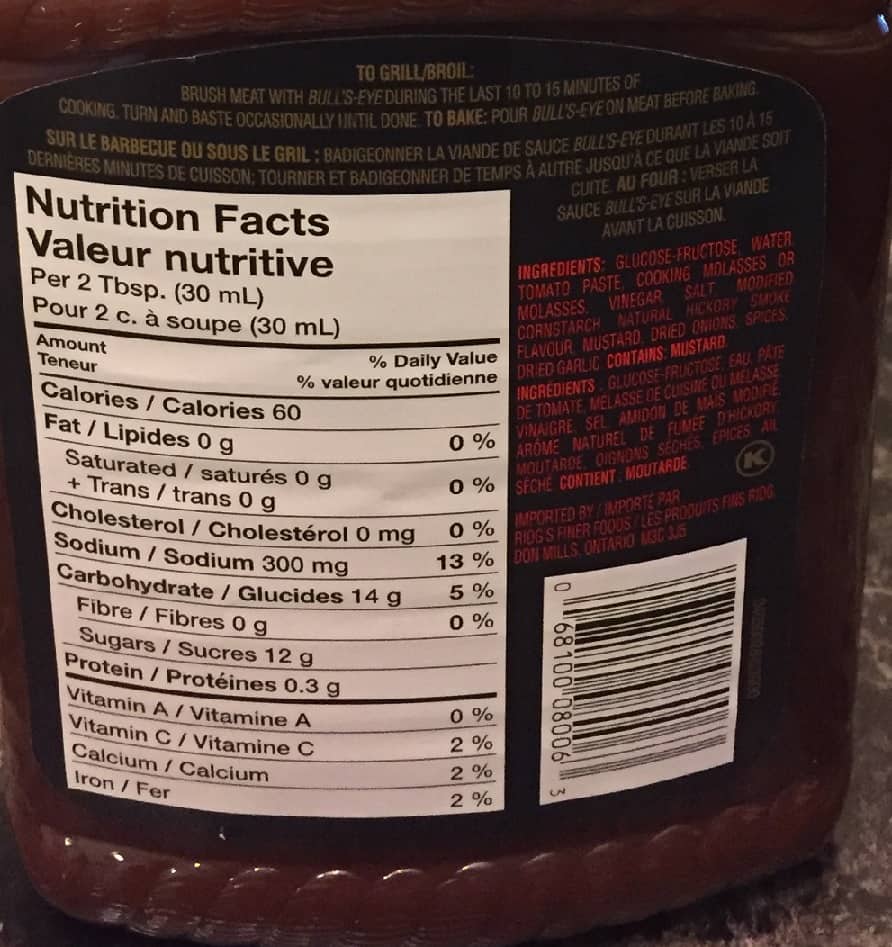 TO GRILL/BROIL:
BRUSH MEAT WITH BULL'S-EYE DURING THE LAST 10 TO 15 MINUTES OF
COOKING. TURN AND BASTE OCCASIONALLY UNTIL DONE. TO BAKE: POUR BULL'S-EYE ON MEAT BEFORE BAKING.
SUR LE BARBECUE OU SOUS LE GRIL : BADIGEONNER LA VIANDE DE SAUCE BULL'S-EYE DURANT LES 10 À 15
DERNIÈRES MINUTES DE CUISSON; TOURNER ET BADIGEONNER DE TEMPS À AUTRE JUSQU'À CE QUE LA VIANDE SOIT
CUITE. AU FOUR : VERSER LA
SAUCE BULL'S-EYE SUR LA VIANDE
AVANT LA CUISSON.
Nutrition Facts
Valeur nutritive
Per 2 Tbsp. (30 mL)
Pour 2 c. à soupe (30 mL)
Amount % Daily Value
Teneur % valeur quotidienne
Calories / Calories 60
Fat / Lipides 0 g 0 %
Saturated / saturés 0 g
+ Trans / trans 0 g 0 %
Cholesterol / Cholestérol 0 mg 0 %
Sodium / Sodium 300 mg 13 %
Carbohydrate / Glucides 14 g 5 %
Fibre / Fibres 0 g 0 %
Sugars / Sucres 12 g
Protein / Protéines 0.3 g
Vitamin A / Vitamine A 0 %
Vitamin C / Vitamine C 2 %
Calcium / Calcium 2 %
Iron / Fer 2 %
INGREDIENTS: GLUCOSE-FRUCTOSE, WATER,
TOMATO PASTE, COOKING MOLASSES OR
MOLASSES, VINEGAR, SALT, MODIFIED
CORNSTARCH, NATURAL HICKORY SMOKE
FLAVOUR, MUSTARD, DRIED ONIONS, SPICES,
DRIED GARLIC. CONTAINS: MUSTARD.
INGRÉDIENTS : GLUCOSE-FRUCTOSE, EAU, PÂTE
DE TOMATE, MÉLASSE DE CUISINE OU MÉLASSE,
VINAIGRE, SEL, AMIDON DE MAÏS MODIFIÉ,
ARÔME NATUREL DE FUMÉE D'HICKORY,
MOUTARDE, OIGNONS SÉCHÉS, ÉPICES, AIL
SÉCHÉ. CONTIENT : MOUTARDE.
K
IMPORTED BY / IMPORTÉ PAR
RIDG'S FINER FOODS / LES PRODUITS FINS RIDG
DON MILLS, ONTARIO M3C 3J5
0 68100 08006 3